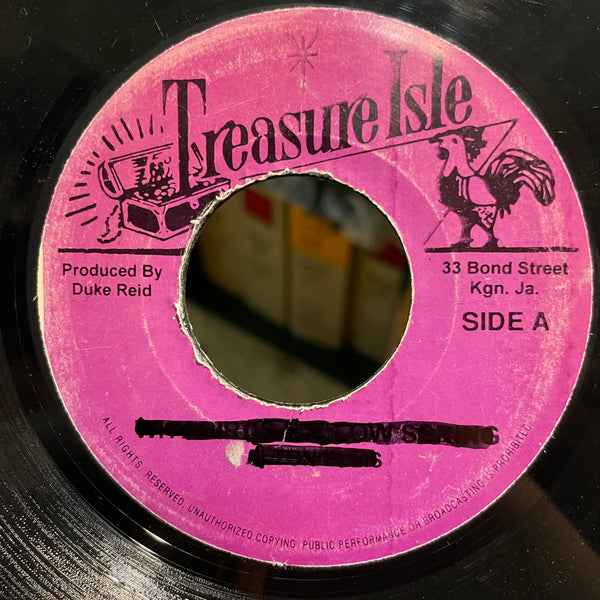 Treasure Isle
Produced By
Duke Reid
33 Bond Street
Kgn. Ja.
SIDE A
ALL RIGHTS RESERVED, UNAUTHORIZED COPYING, PUBLIC PERFORMANCE OR BROADCASTING IS PROHIBITED